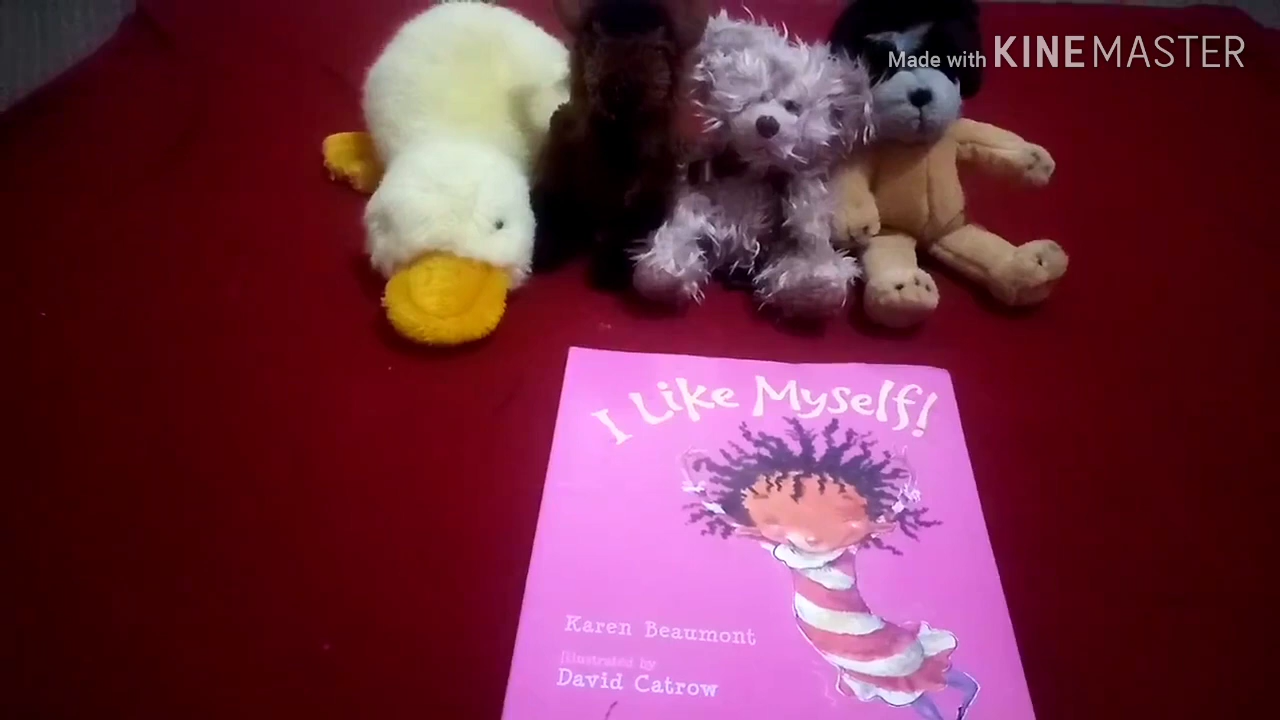 Made with KINEMASTER
I Like Myself!
Karen Beaumont
Illustrated by
David Catrow